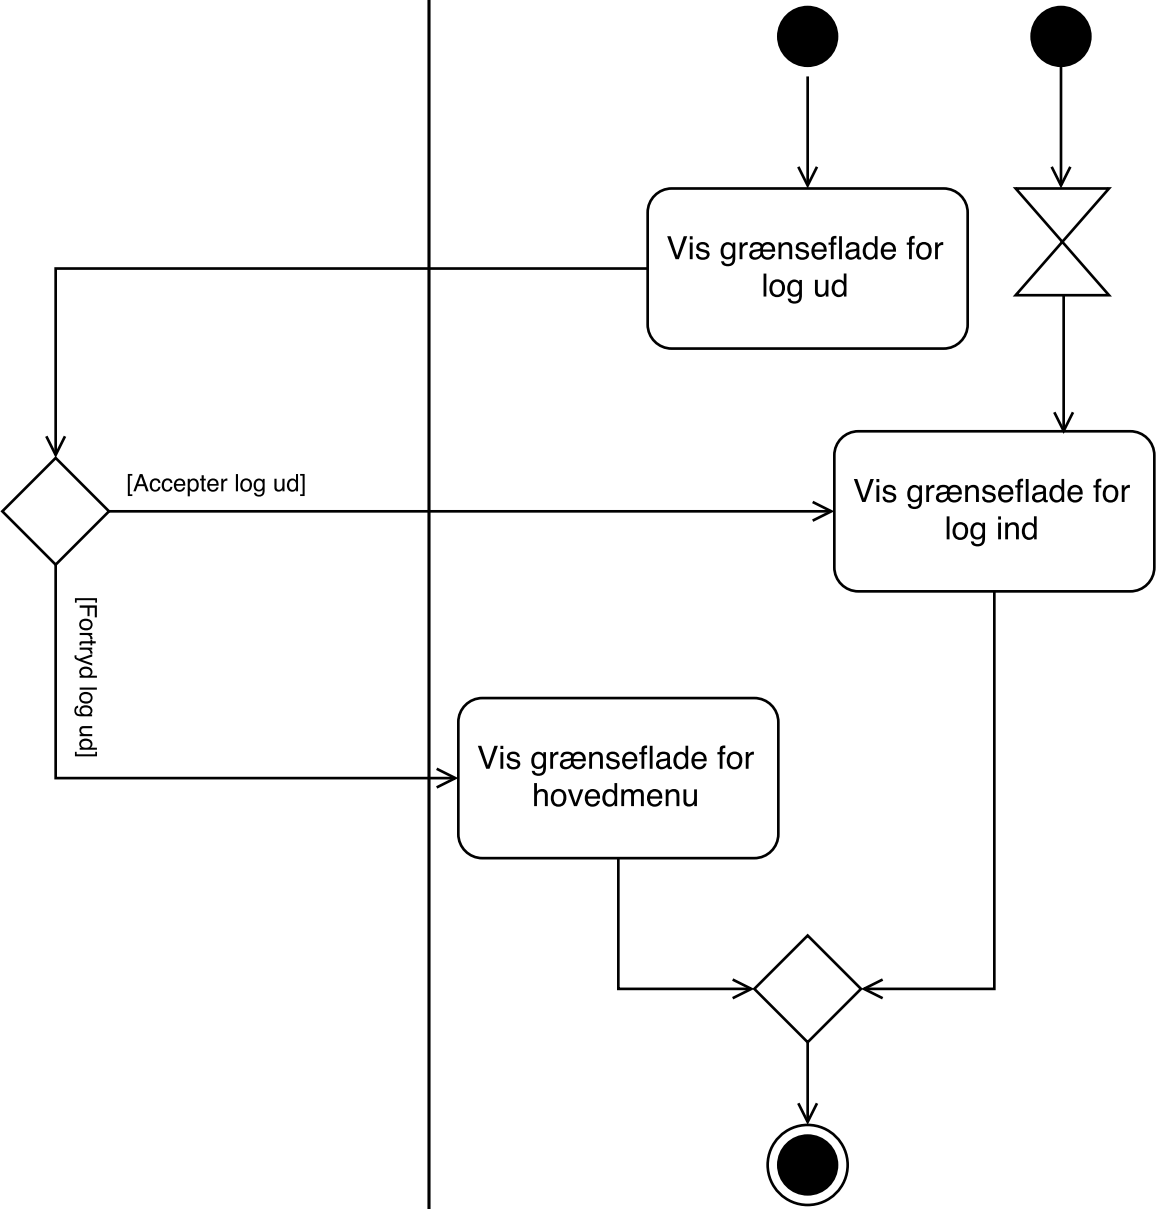 Vis grænseflade for
log ud
[Accepter log ud]
Vis grænseflade for
log ind
[Fortryd log ud]
Vis grænseflade for
hovedmenu